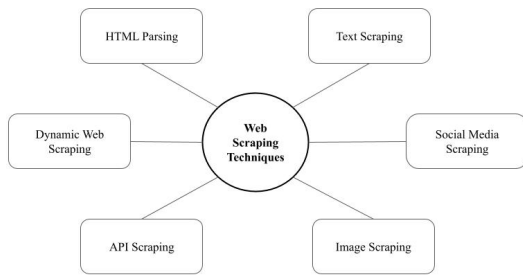 HTML Parsing
Text Scraping
Web
Scraping
Techniques
Dynamic Web
Scraping
Social Media
Scraping
API Scraping
Image Scraping